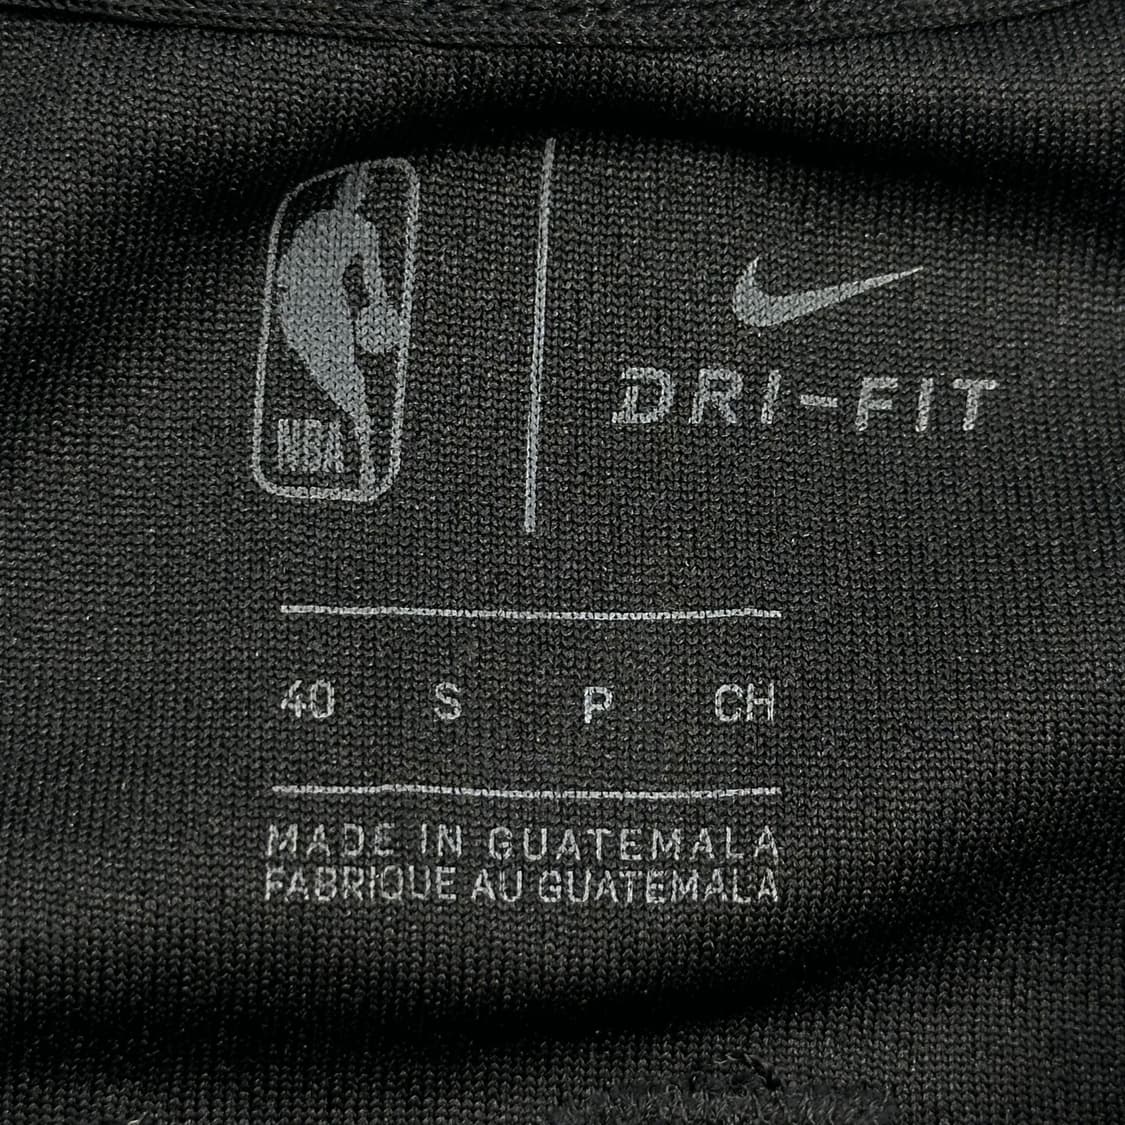 NBA
DRI-FIT
40 S P CH
MADE IN GUATEMALA
FABRIQUE AU GUATEMALA